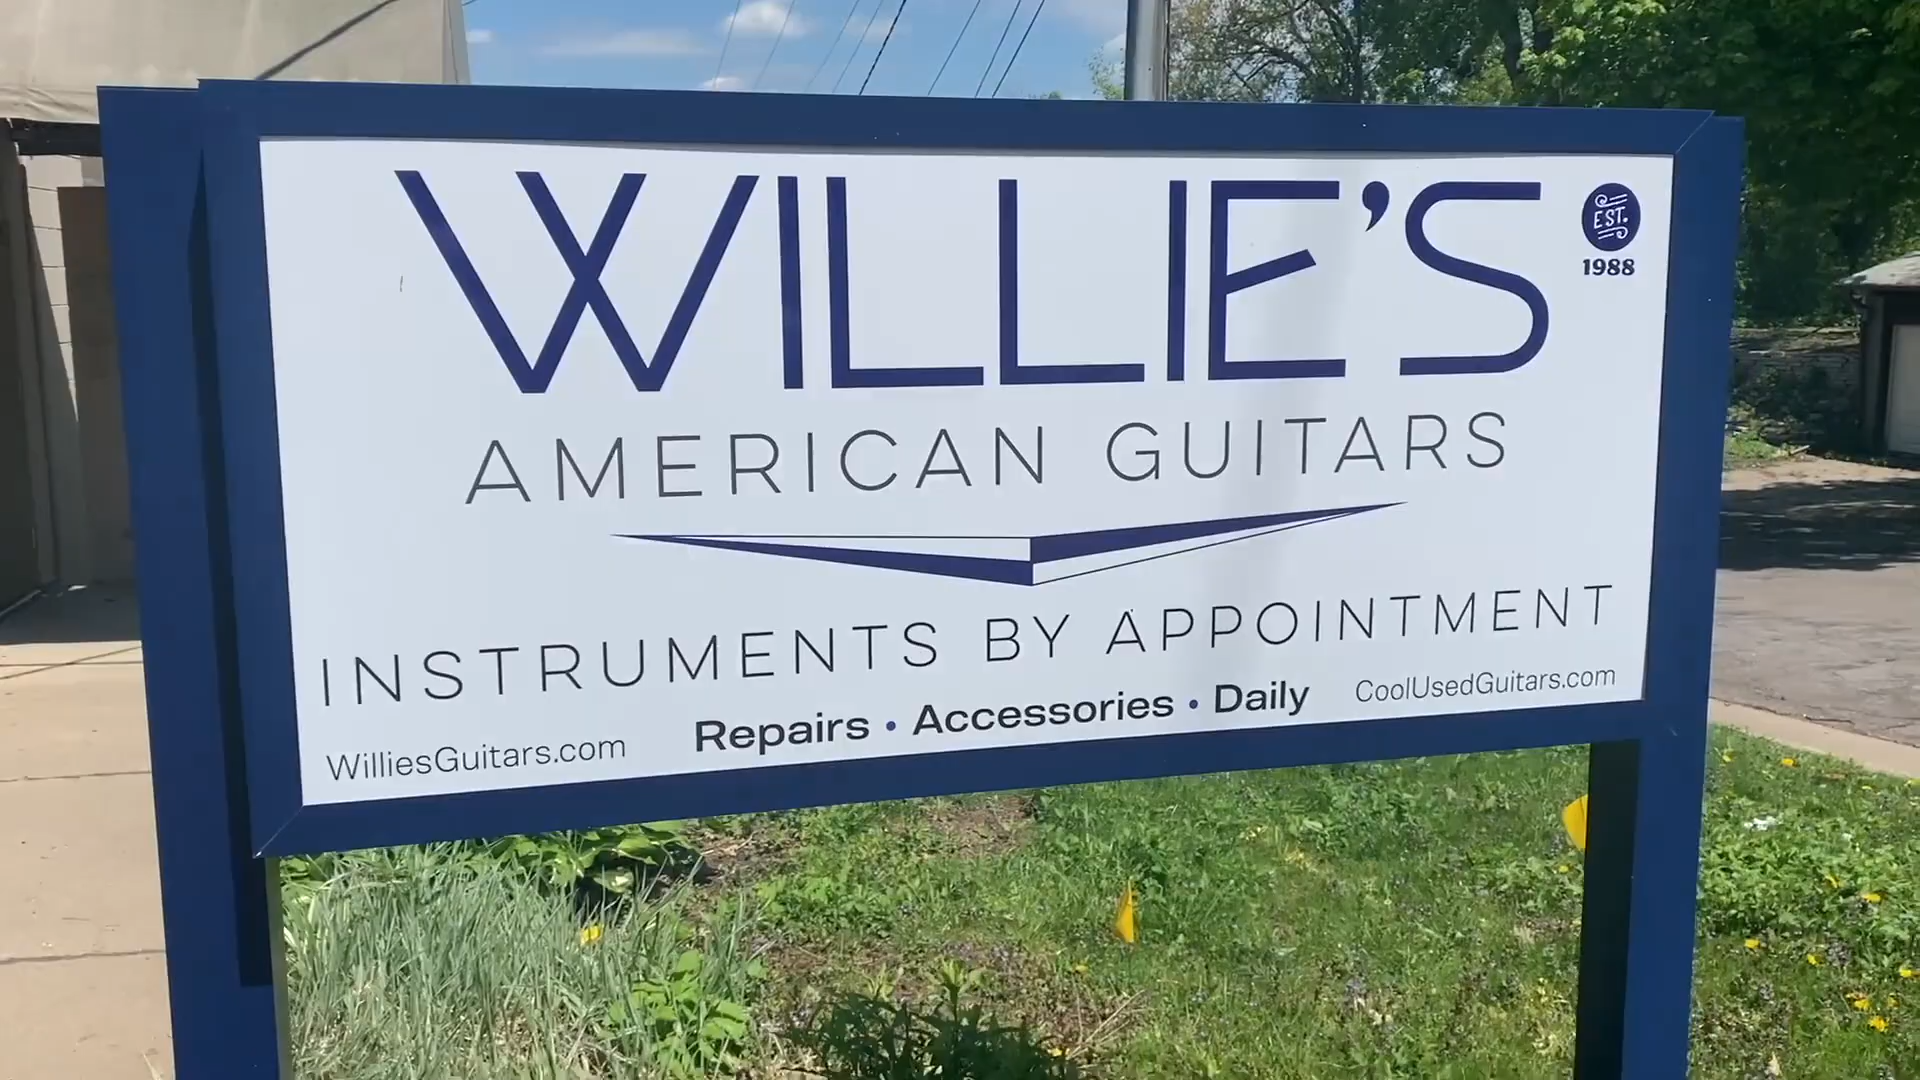 WILLIE'S
EST.
1988
AMERICAN GUITARS
INSTRUMENTS BY APPOINTMENT
WilliesGuitars.com
Repairs • Accessories • Daily
CoolUsedGuitars.com